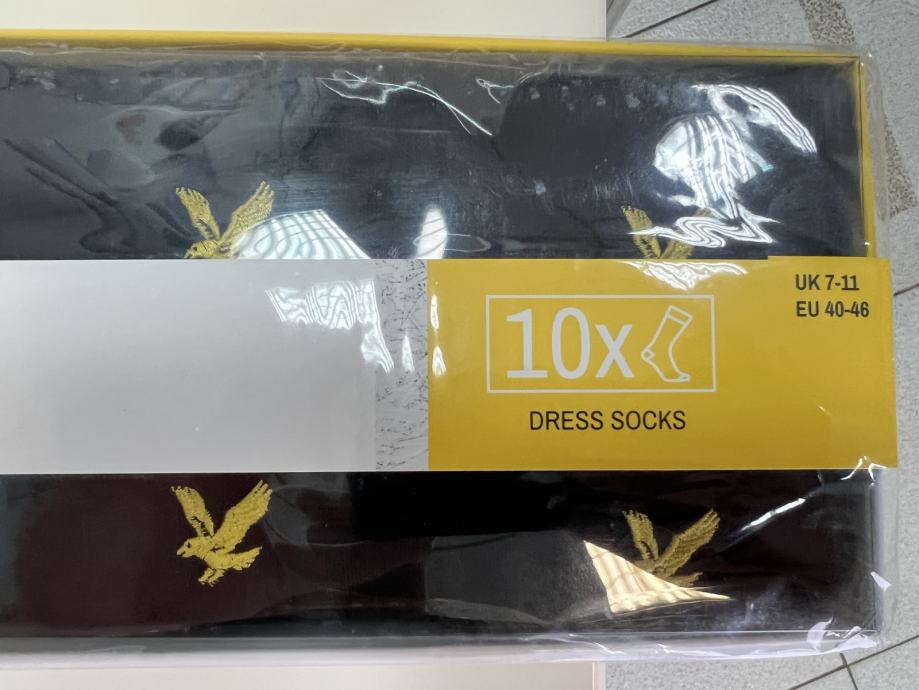 UK 7-11
EU 40-46
10x
DRESS SOCKS